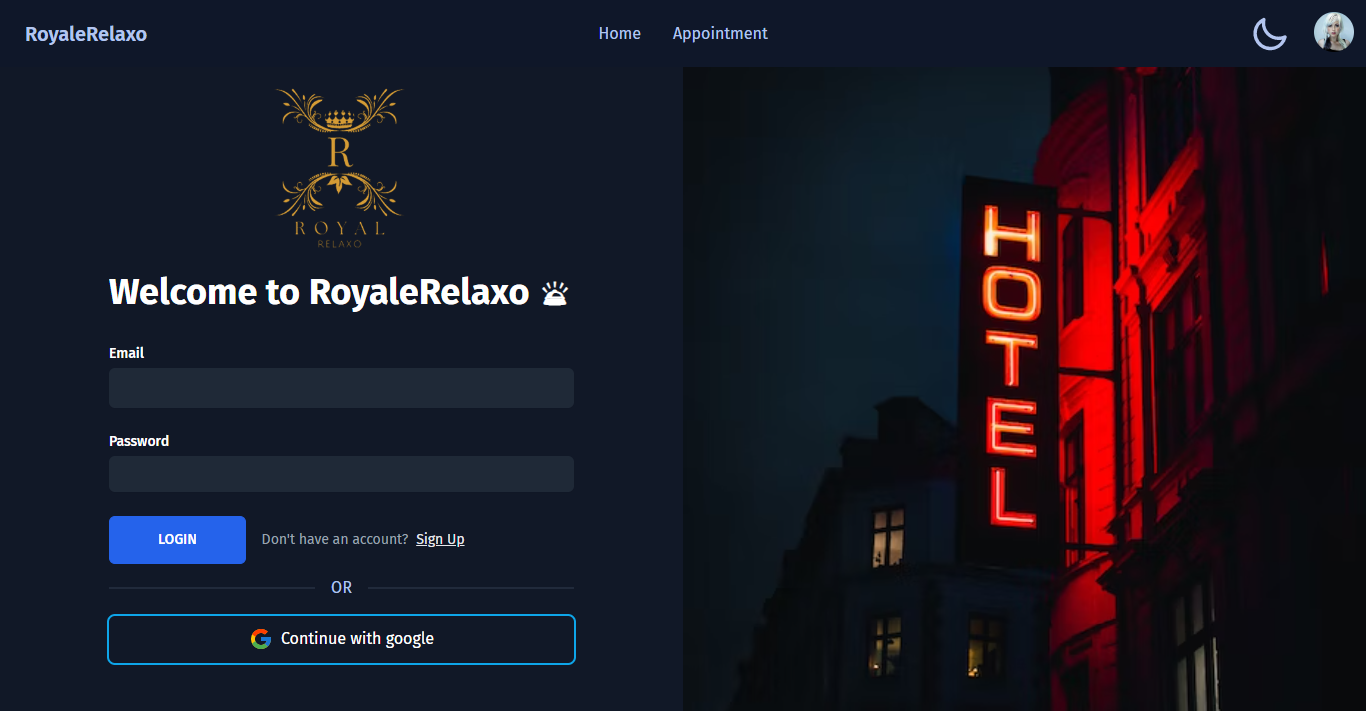 RoyaleRelaxo
Home
Appointment
R
ROYAL
RELAXO
Welcome to RoyaleRelaxo
Email
Password
LOGIN
Don't have an account? Sign Up
OR
Continue with google
HOTEL